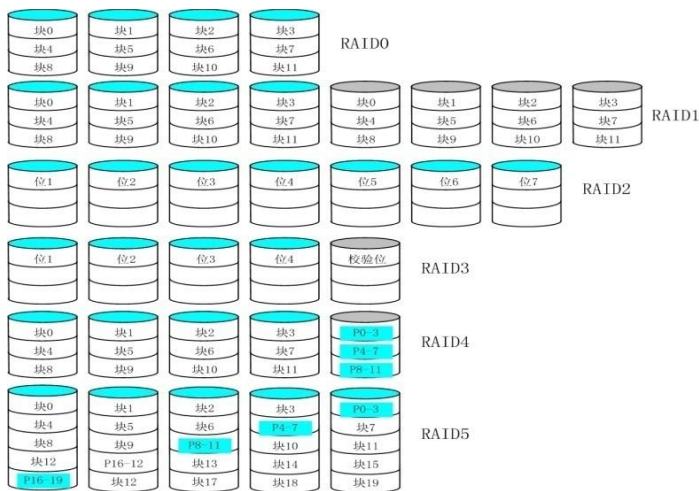 块0 块1 块2 块3 RAID0
块4 块5 块6 块7
块8 块9 块10 块11
块0 块1 块2 块3 块0 块1 块2 块3 RAID1
块4 块5 块6 块7 块4 块5 块6 块7
块8 块9 块10 块11 块8 块9 块10 块11
位1 位2 位3 位4 位5 位6 位7 RAID2
位1 位2 位3 位4 校验位 RAID3
块0 块1 块2 块3 P0-3 RAID4
块4 块5 块6 块7 P4-7
块8 块9 块10 块11 P8-11
块0 块1 块2 块3 P0-3 RAID5
块4 块5 块6 P4-7 块7
块8 块9 P8-11 块10 块11
块12 P16-12 块13 块14 块15
P16-19 块12 块17 块18 块19